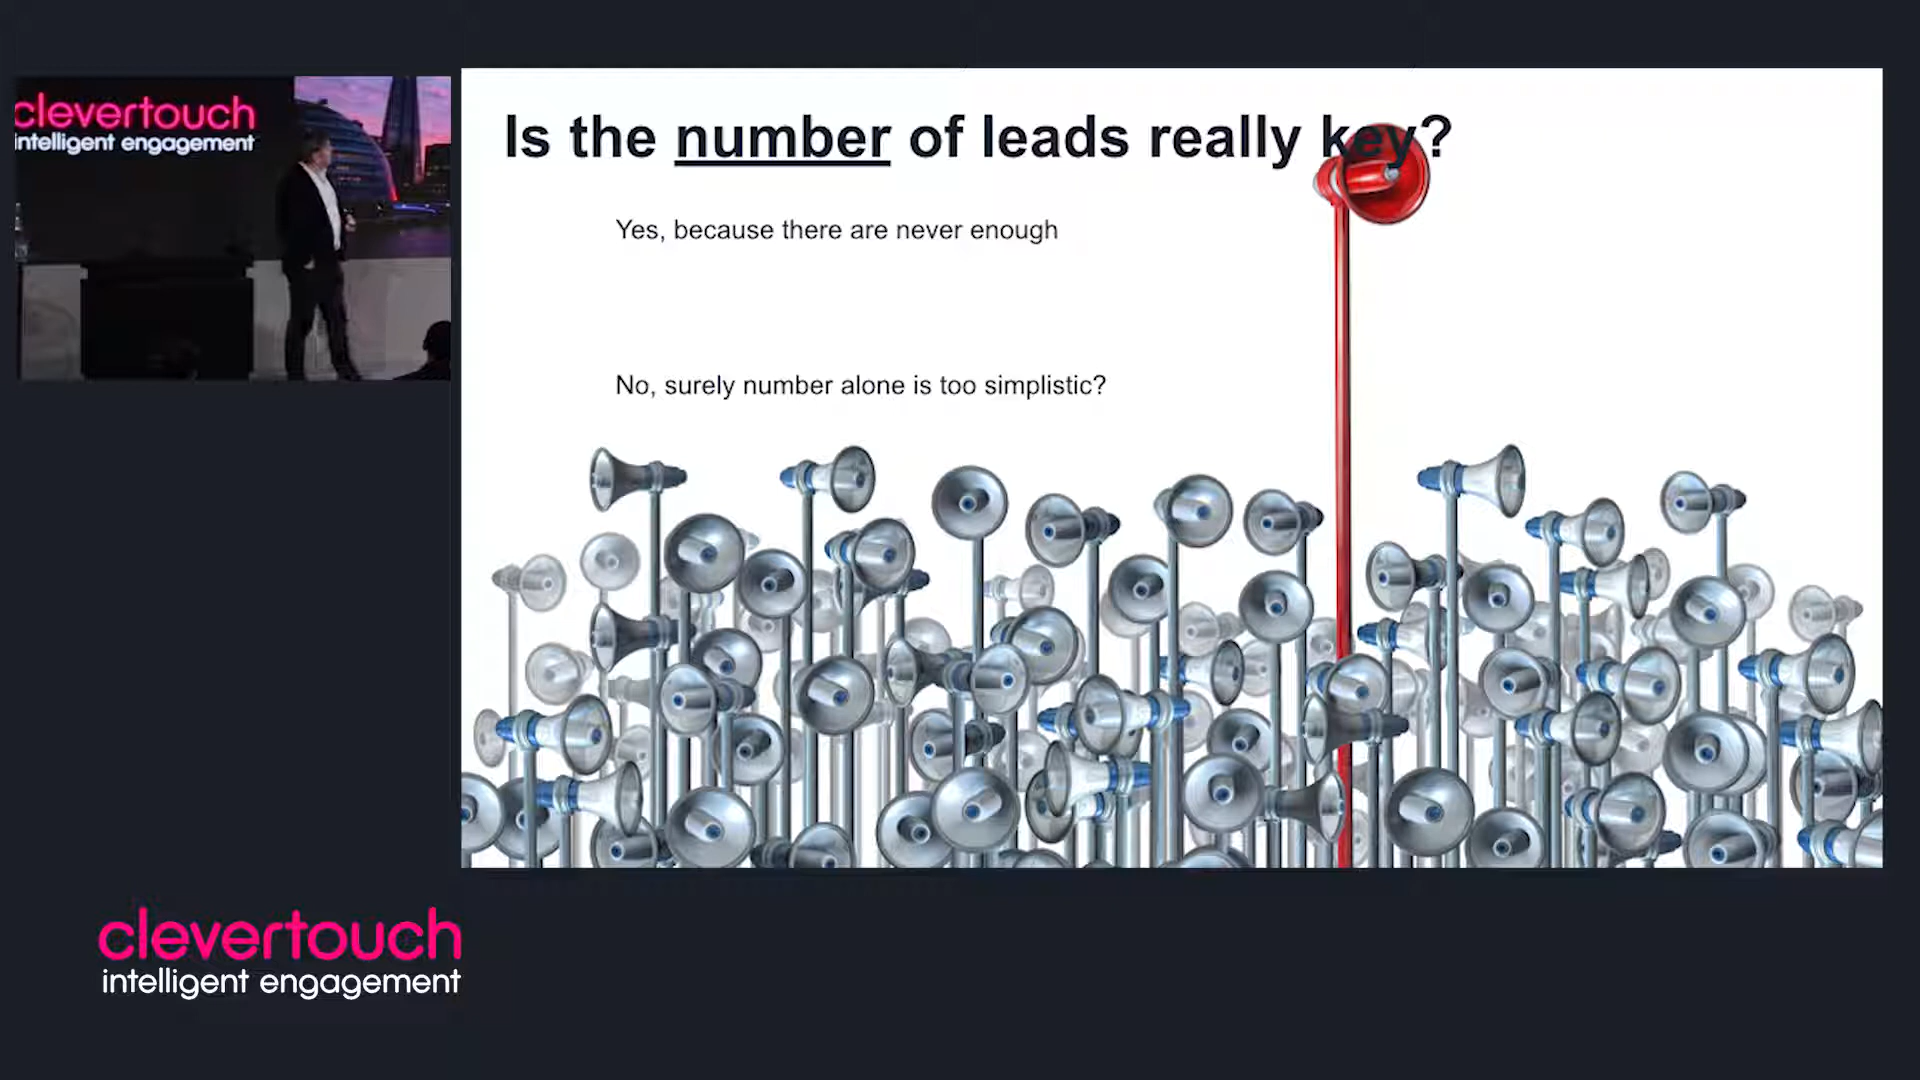 clevertouch
intelligent engagement
Is the number of leads really key?
Yes, because there are never enough
No, surely number alone is too simplistic?
clevertouch
intelligent engagement